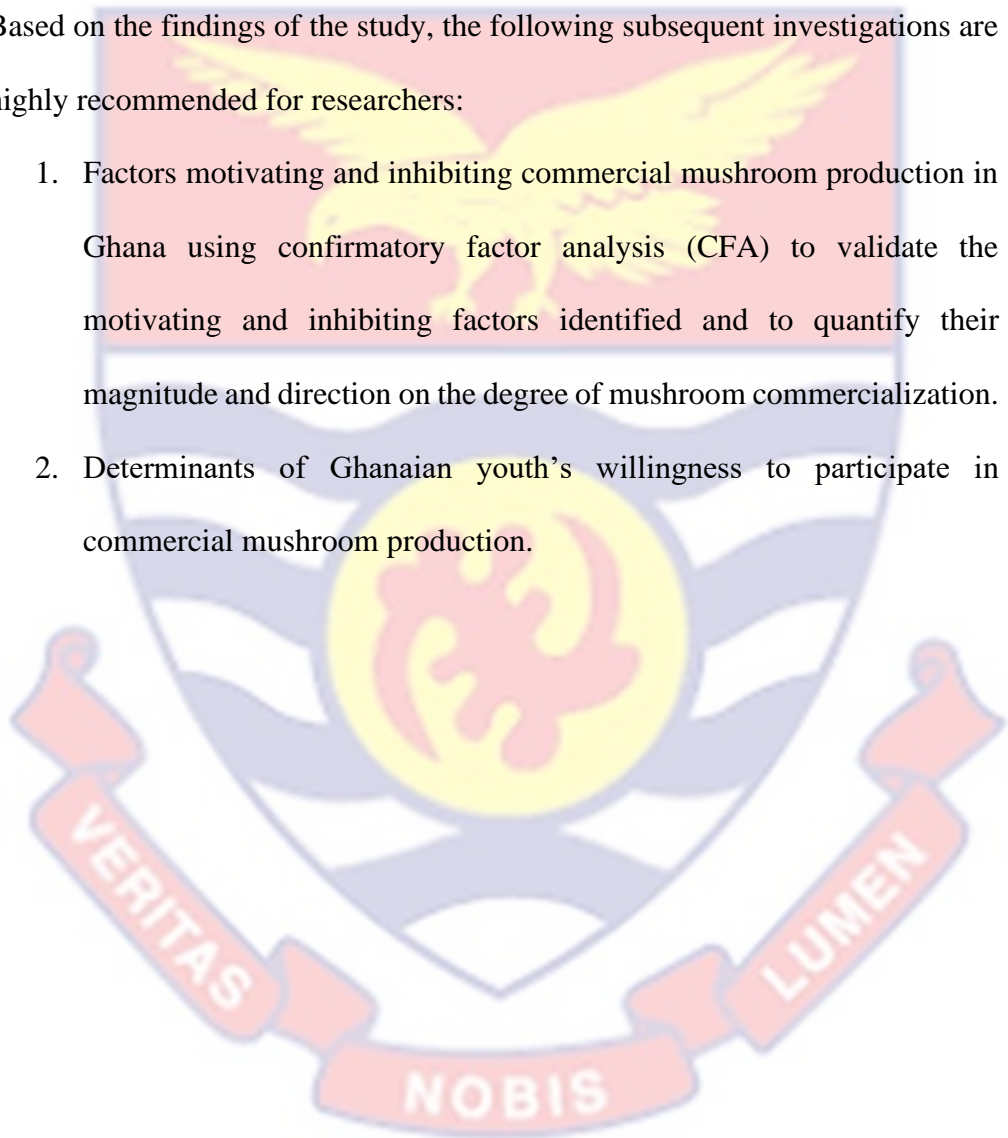 Based on the findings of the study, the following subsequent investigations are
highly recommended for researchers:
1. Factors motivating and inhibiting commercial mushroom production in
Ghana using confirmatory factor analysis (CFA) to validate the
motivating and inhibiting factors identified and to quantify their
magnitude and direction on the degree of mushroom commercialization.
2. Determinants of Ghanaian youth’s willingness to participate in
commercial mushroom production.
VERITAS
NOBIS
LUMEN